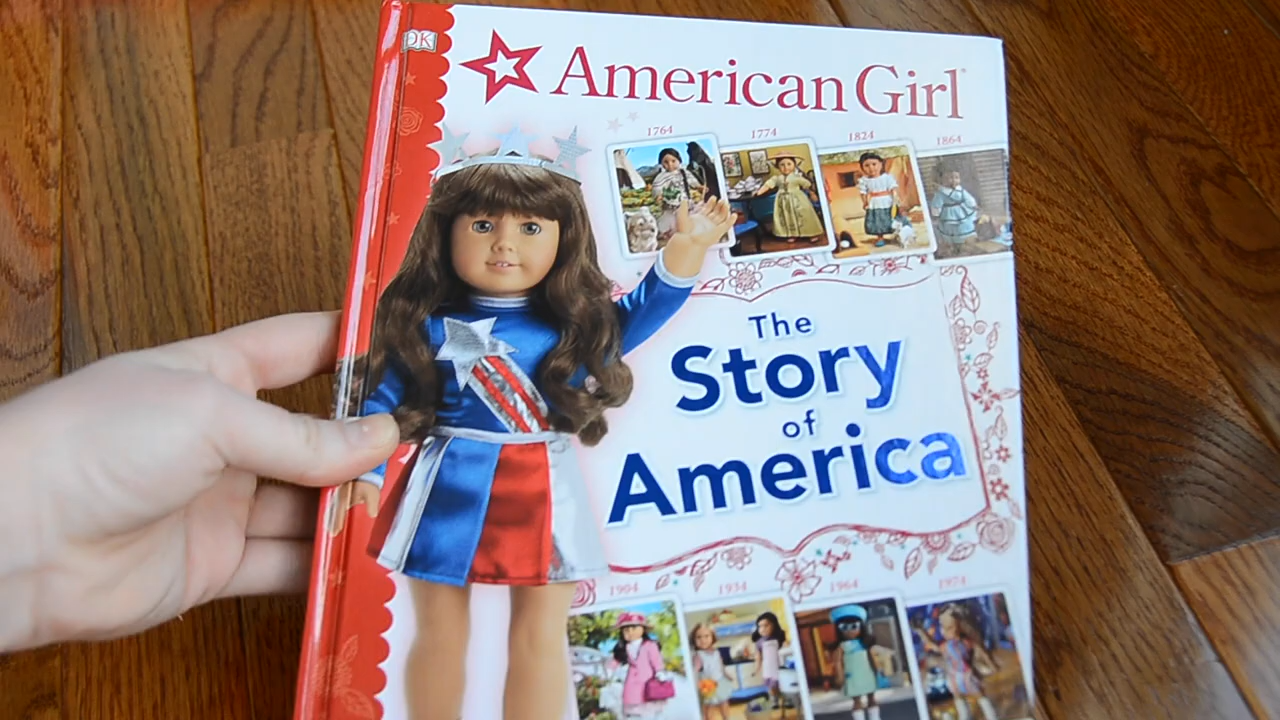 DK
American Girl
1764 1774 1824 1864
The
Story
of
America
1904 1934 1964 1974